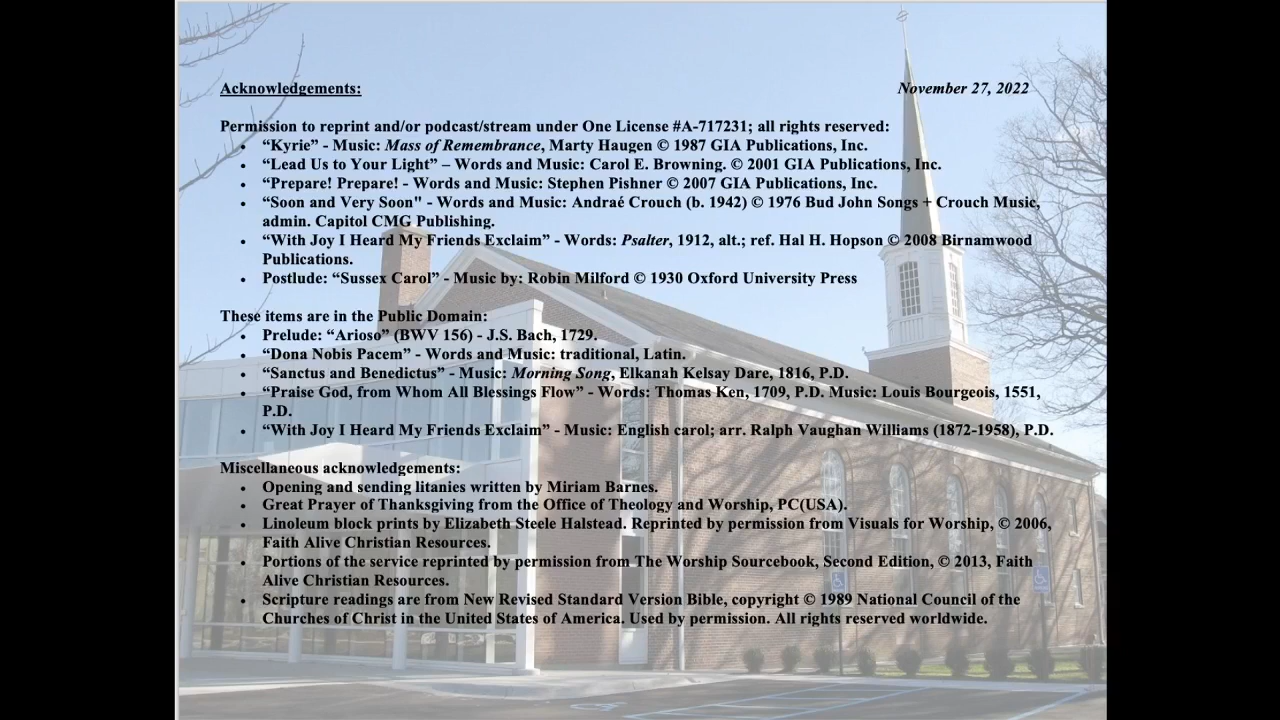 Acknowledgements: November 27, 2022
Permission to reprint and/or podcast/stream under One License #A-717231; all rights reserved:
• “Kyrie” - Music: Mass of Remembrance, Marty Haugen © 1987 GIA Publications, Inc.
• “Lead Us to Your Light” – Words and Music: Carol E. Browning. © 2001 GIA Publications, Inc.
• “Prepare! Prepare! - Words and Music: Stephen Pishner © 2007 GIA Publications, Inc.
• “Soon and Very Soon" - Words and Music: Andraé Crouch (b. 1942) © 1976 Bud John Songs + Crouch Music,
admin. Capitol CMG Publishing.
• “With Joy I Heard My Friends Exclaim” - Words: Psalter, 1912, alt.; ref. Hal H. Hopson © 2008 Birnamwood
Publications.
• Postlude: “Sussex Carol” - Music by: Robin Milford © 1930 Oxford University Press
These items are in the Public Domain:
• Prelude: “Arioso” (BWV 156) - J.S. Bach, 1729.
• “Dona Nobis Pacem” - Words and Music: traditional, Latin.
• “Sanctus and Benedictus” - Music: Morning Song, Elkanah Kelsay Dare, 1816, P.D.
• “Praise God, from Whom All Blessings Flow” - Words: Thomas Ken, 1709, P.D. Music: Louis Bourgeois, 1551,
P.D.
• “With Joy I Heard My Friends Exclaim” - Music: English carol; arr. Ralph Vaughan Williams (1872-1958), P.D.
Miscellaneous acknowledgements:
• Opening and sending litanies written by Miriam Barnes.
• Great Prayer of Thanksgiving from the Office of Theology and Worship, PC(USA).
• Linoleum block prints by Elizabeth Steele Halstead. Reprinted by permission from Visuals for Worship, © 2006,
Faith Alive Christian Resources.
• Portions of the service reprinted by permission from The Worship Sourcebook, Second Edition, © 2013, Faith
Alive Christian Resources.
• Scripture readings are from New Revised Standard Version Bible, copyright © 1989 National Council of the
Churches of Christ in the United States of America. Used by permission. All rights reserved worldwide.